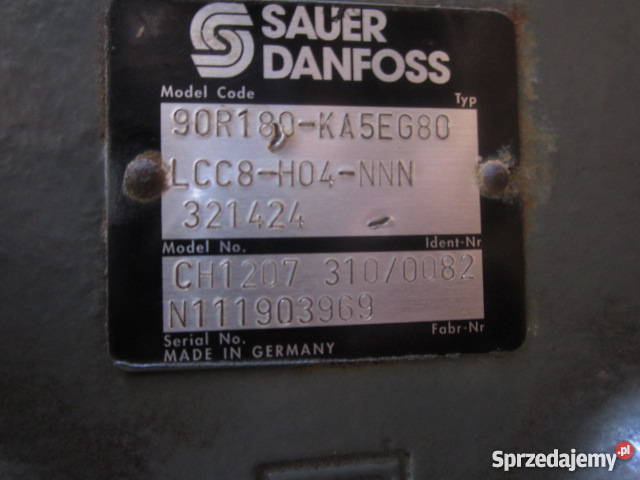 SAUER
DANFOSS
Model Code Typ
90R180-KA5EG80
LCC8-H04-NNN
321424
Model No. Ident-Nr
CH1207 310/0082
N111903969
Serial No. Fabr-Nr
MADE IN GERMANY
Sprzedajemy.pl